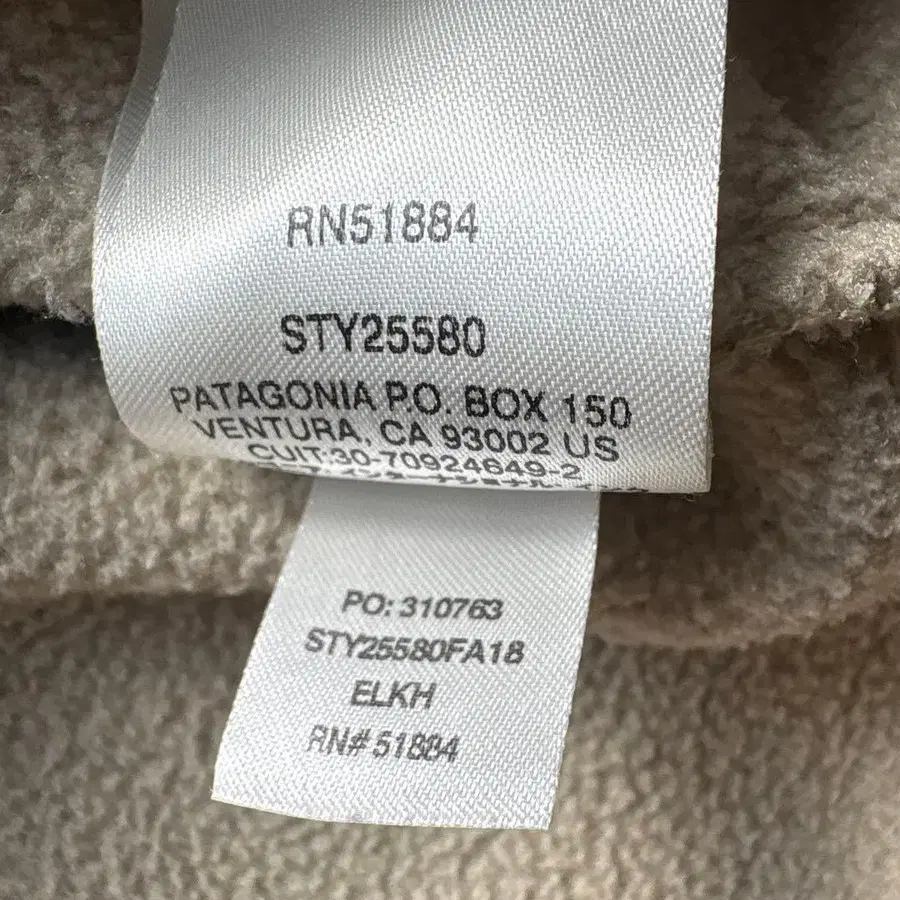 RN51884
STY25580
PATAGONIA P.O. BOX 150
VENTURA, CA 93002 US
CUIT:30-70924649-2
PO: 310763
STY25580FA18
ELKH
RN# 51884